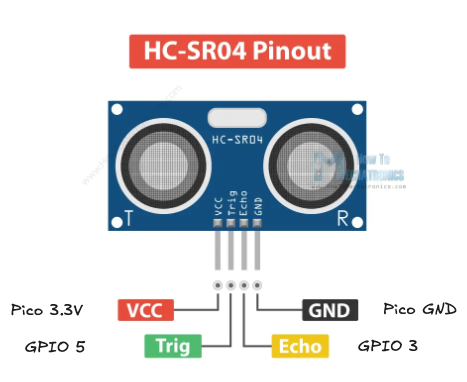 HC-SR04 Pinout
HC-SR04
VCC
Trig
Echo
GND
T
R
Pico 3.3V
VCC
GND
Pico GND
GPIO 5
Trig
Echo
GPIO 3